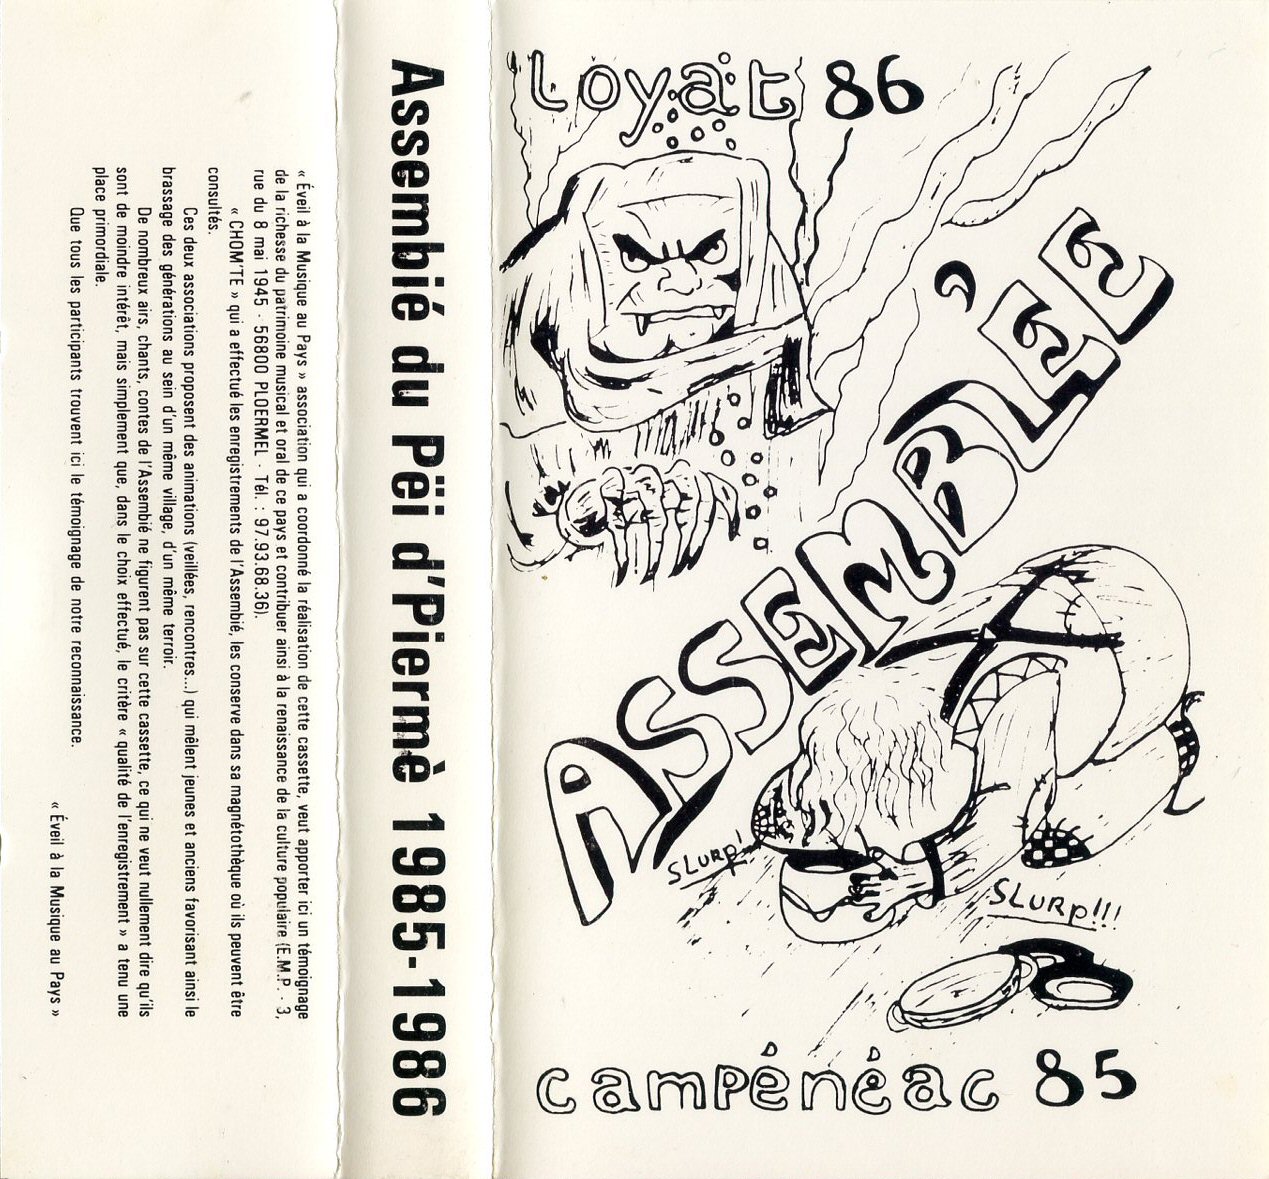 « Éveil à la Musique au Pays » association qui a coordonné la réalisation de cette cassette, veut apporter ici un témoignage
de la richesse du patrimoine musical et oral de ce pays et contribuer ainsi à la renaissance de la culture populaire (E.M.P. - 3,
rue du 8 mai 1945 - 56800 PLOERMEL - Tél. : 97.93.68.36).
« CHOM'TE » qui a effectué les enregistrements de l'Assembié, les conserve dans sa magnétothèque où ils peuvent être
consultés.
Ces deux associations proposent des animations (veillées, rencontres...) qui mêlent jeunes et anciens favorisant ainsi le
brassage des générations au sein d'un même village, d'un même terroir.
De nombreux airs, chants, contes de l'Assembié ne figurent pas sur cette cassette, ce qui ne veut nullement dire qu'ils
sont de moindre intérêt, mais simplement que, dans le choix effectué, le critère « qualité de l'enregistrement » a tenu une
place primordiale.
Que tous les participants trouvent ici le témoignage de notre reconnaissance.
« Éveil à la Musique au Pays »
Assembié du Pëi d'Piermè 1985-1986
Loyat 86
ASSEMBL'ÉE
SLURP!
SLURP!!!
campénéac 85